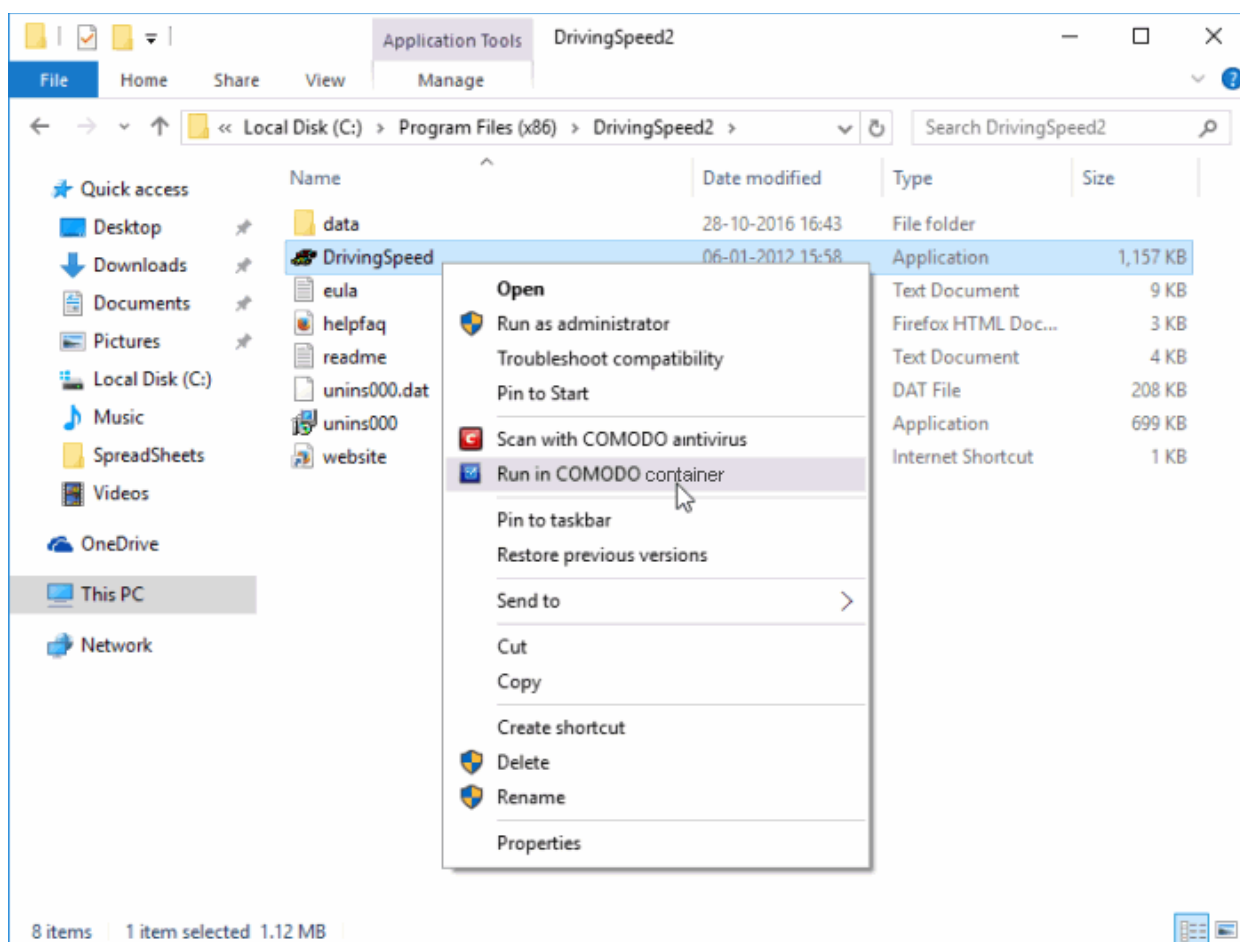 Application Tools DrivingSpeed2
File Home Share View Manage
« Local Disk (C:) > Program Files (x86) > DrivingSpeed2 > Search DrivingSpeed2
Name Date modified Type Size
Quick access
Desktop
Downloads
Documents
Pictures
Local Disk (C:)
Music
SpreadSheets
Videos
OneDrive
This PC
Network
data 28-10-2016 16:43 File folder
DrivingSpeed 06-01-2012 15:58 Application 1,157 KB
eula Text Document 9 KB
helpfaq Firefox HTML Doc... 3 KB
readme Text Document 4 KB
unins000.dat DAT File 208 KB
unins000 Application 699 KB
website Internet Shortcut 1 KB
Open
Run as administrator
Troubleshoot compatibility
Pin to Start
Scan with COMODO antivirus
Run in COMODO container
Pin to taskbar
Restore previous versions
Send to
Cut
Copy
Create shortcut
Delete
Rename
Properties
8 items 1 item selected 1.12 MB